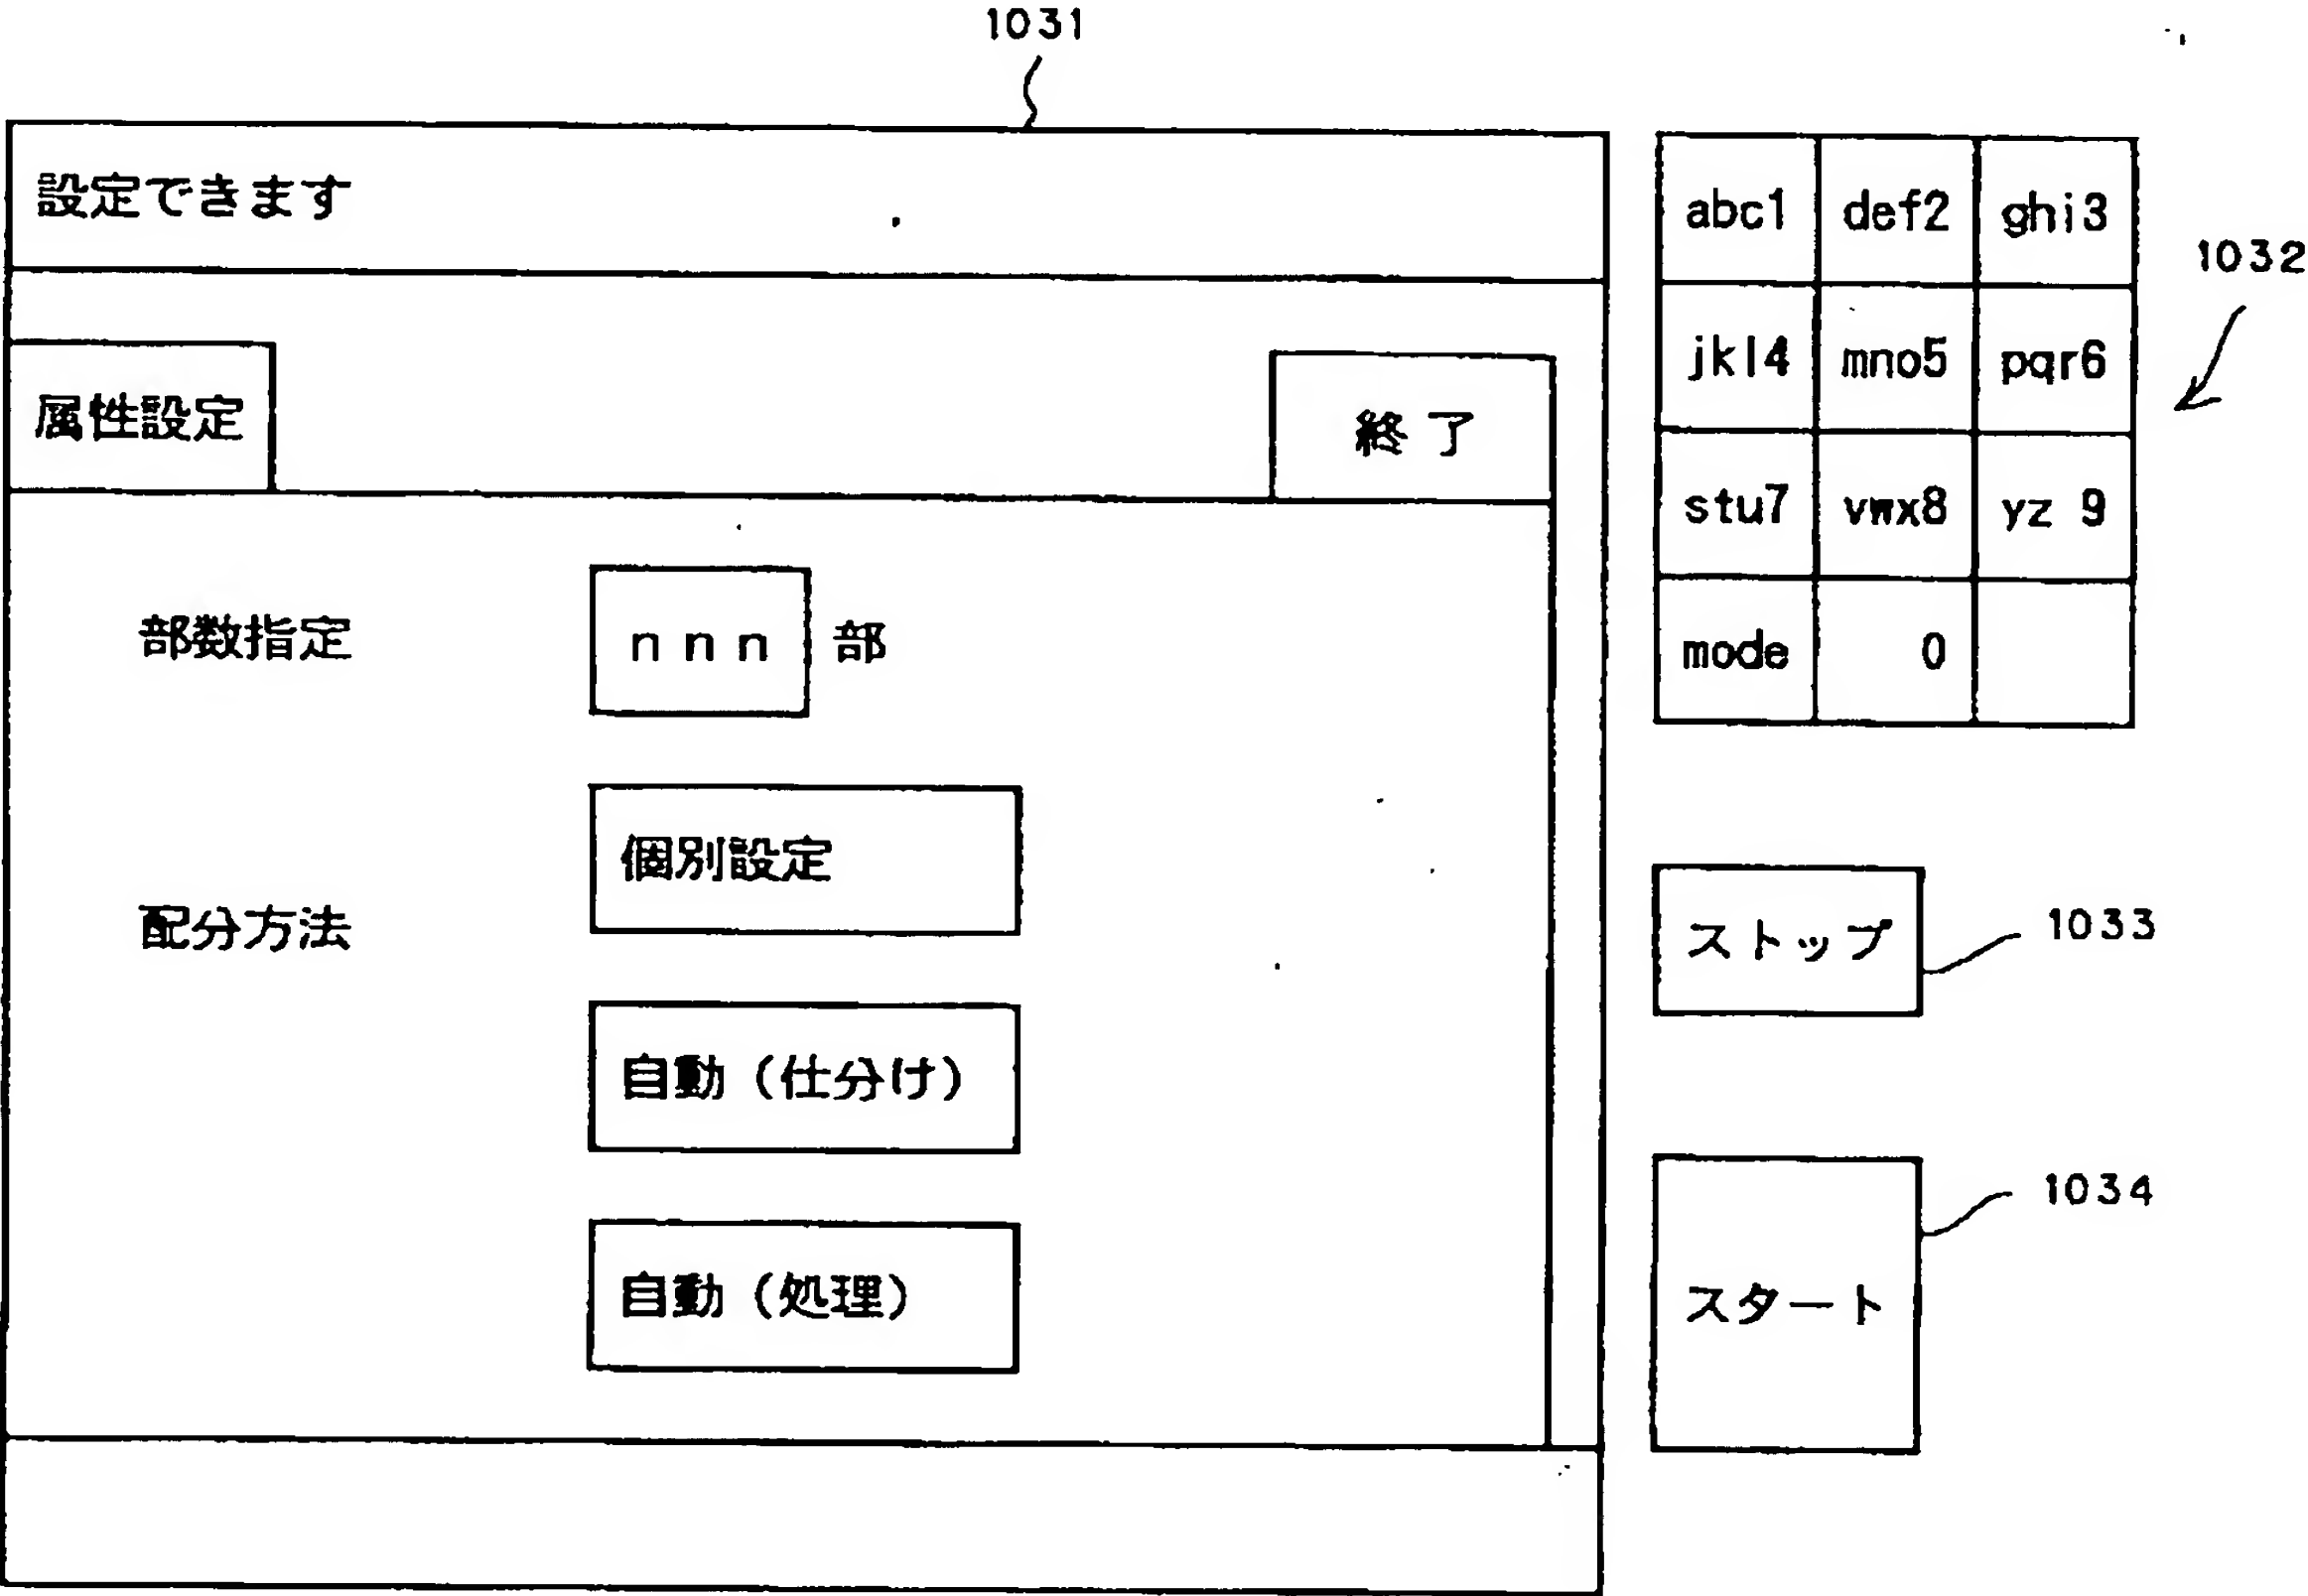 1031
設定できます
属性設定
終了
部数指定 nnn 部
配分方法
個別設定
自動（仕分け）
自動（処理）
abc1 def2 ghi3
jkl4 mno5 pqr6
stu7 vwx8 yz 9
mode 0
1032
ストップ
1033
スタート
1034